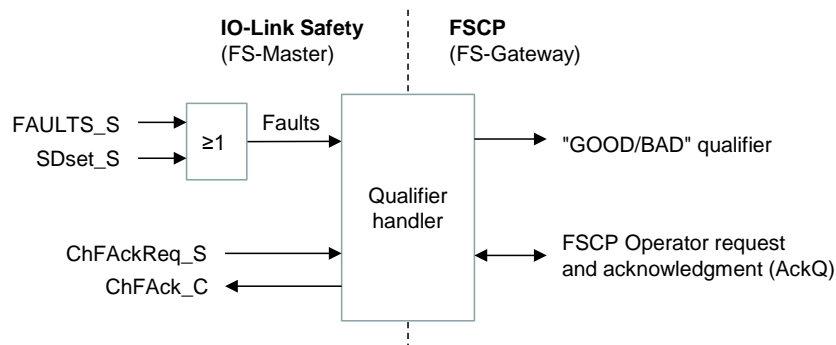 IO-Link Safety
(FS-Master)
FSCP
(FS-Gateway)
FAULTS_S
SDset_S
≥1
Faults
"GOOD/BAD" qualifier
Qualifier
handler
ChFAckReq_S
ChFAck_C
FSCP Operator request
and acknowledgment (AckQ)